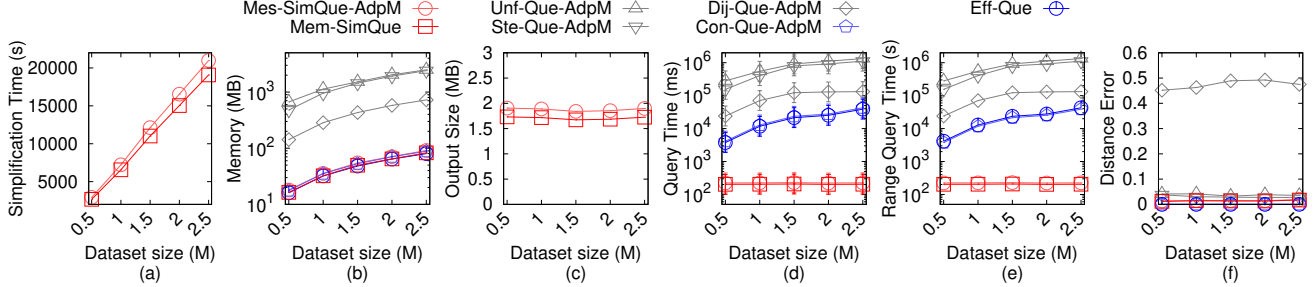 Mes-SimQue-AdpM Unf-Que-AdpM Dij-Que-AdpM Eff-Que
Mem-SimQue Ste-Que-AdpM Con-Que-AdpM
Simplification Time (s)
20000
15000
10000
5000
0.5 1 1.5 2 2.5
Dataset size (M)
(a)
Memory (MB)
10^3
10^2
10^1
0.5 1 1.5 2 2.5
Dataset size (M)
(b)
Output Size (MB)
3
2.5
2
1.5
1
0.5
0
0.5 1 1.5 2 2.5
Dataset size (M)
(c)
Query Time (ms)
10^6
10^5
10^4
10^3
10^2
0.5 1 1.5 2 2.5
Dataset size (M)
(d)
Range Query Time (s)
10^6
10^5
10^4
10^3
10^2
0.5 1 1.5 2 2.5
Dataset size (M)
(e)
Distance Error
0.6
0.5
0.4
0.3
0.2
0.1
0
0.5 1 1.5 2 2.5
Dataset size (M)
(f)